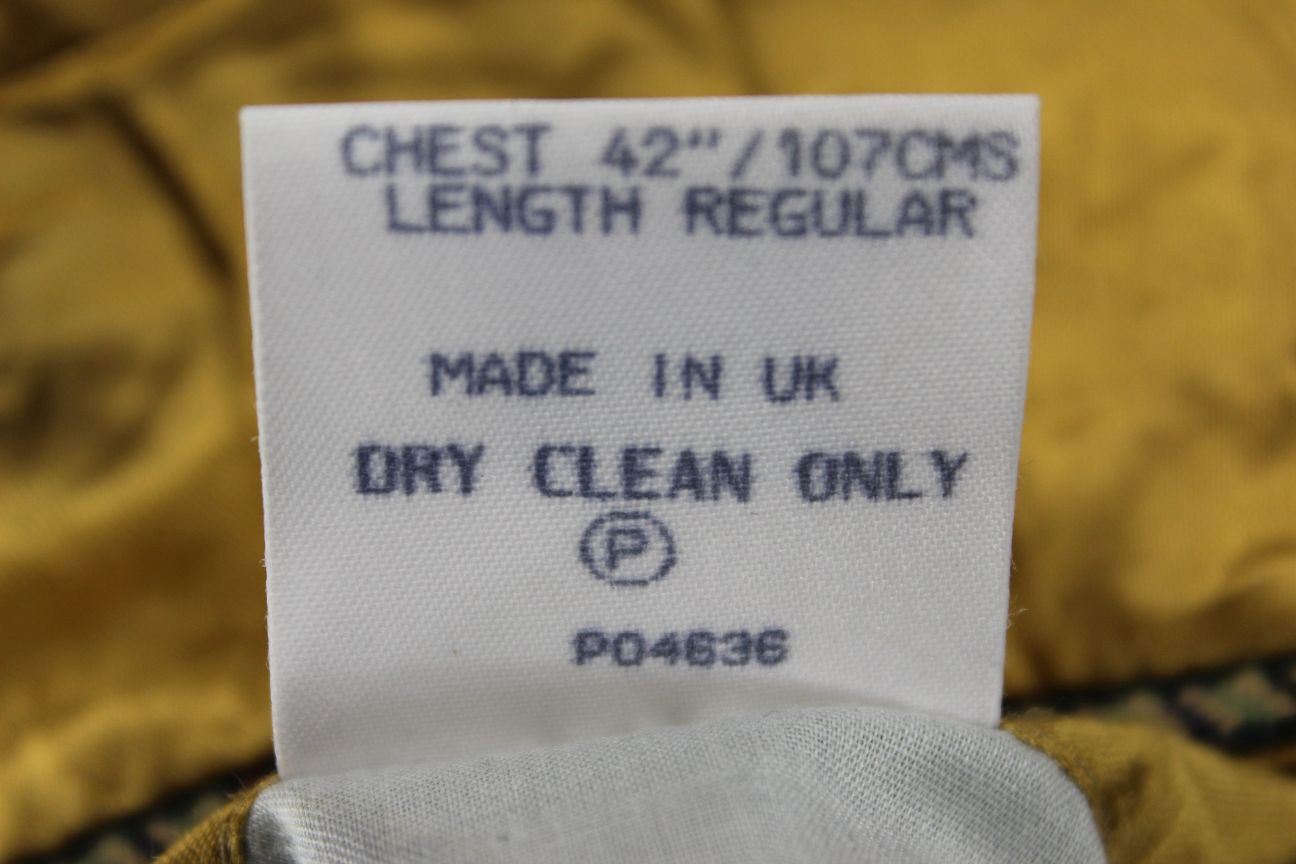 CHEST 42"/107CMS
LENGTH REGULAR
MADE IN UK
DRY CLEAN ONLY
P
P04636